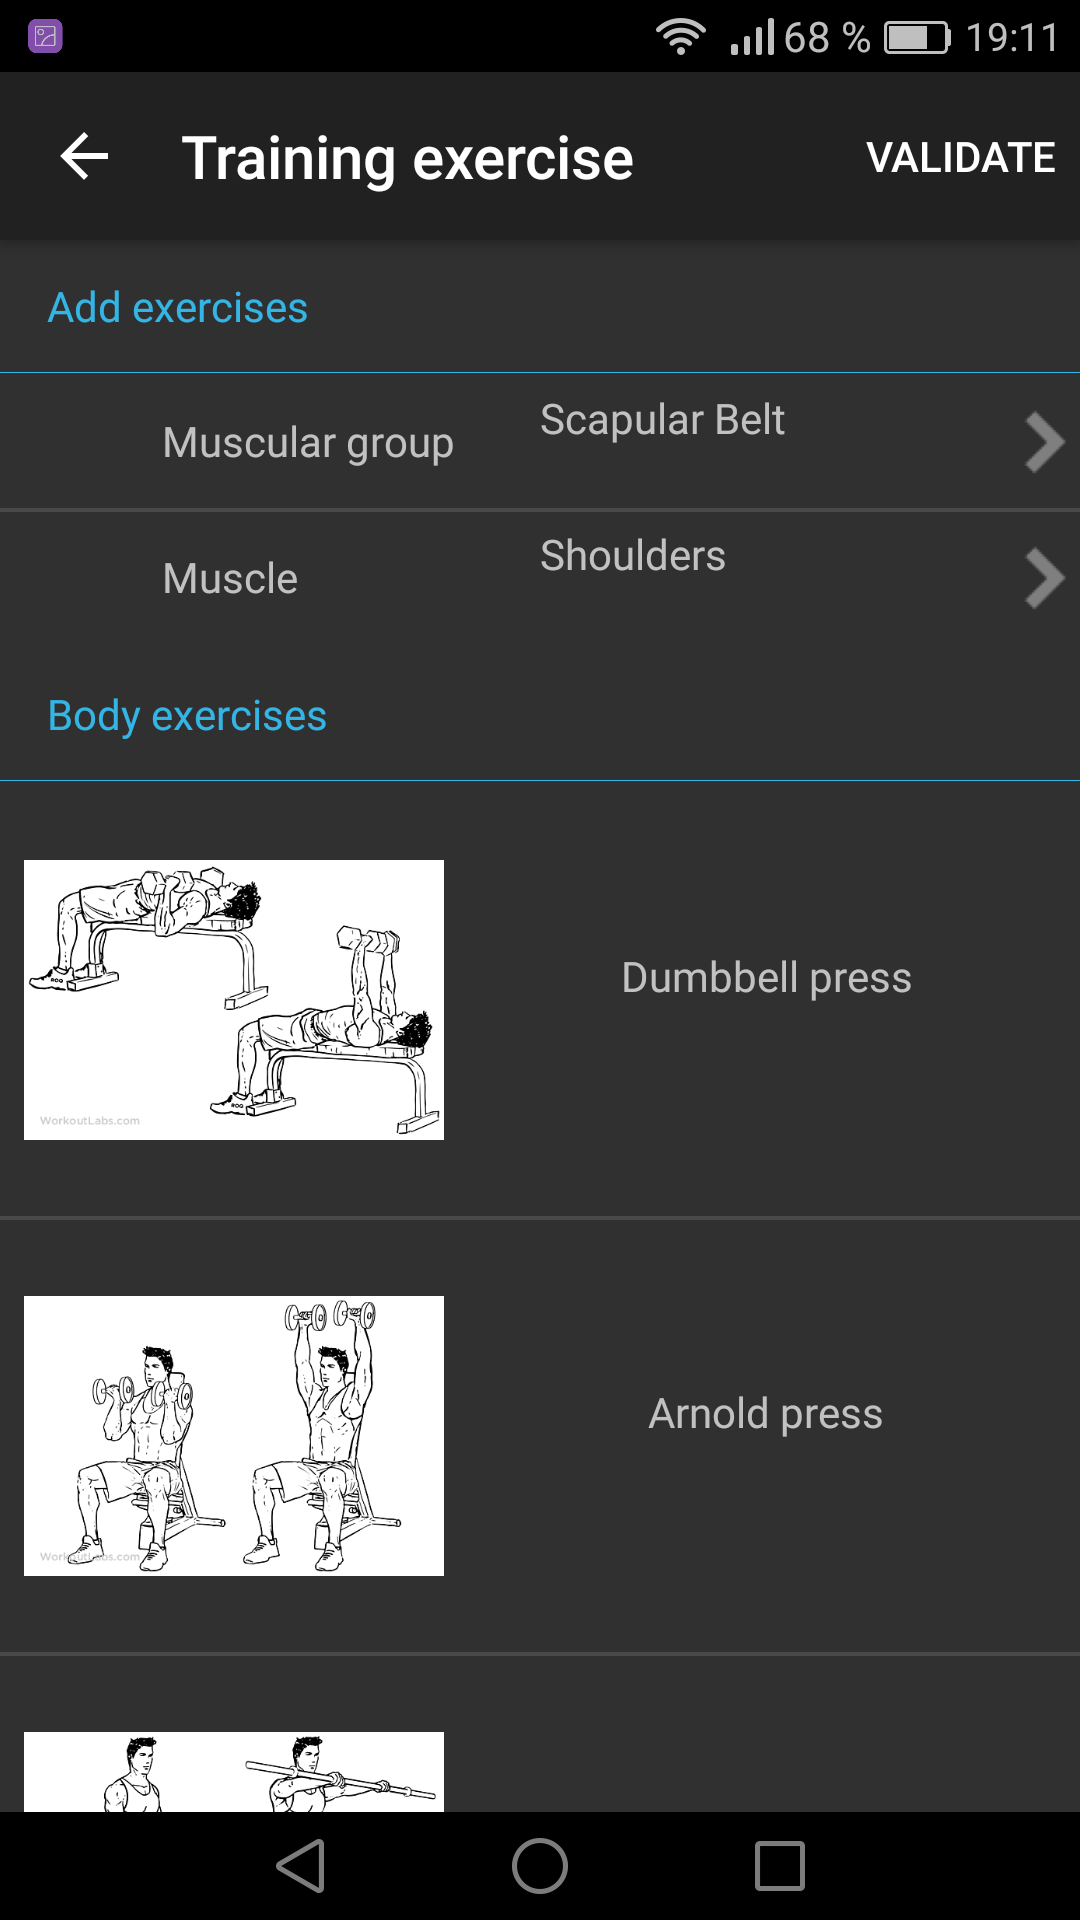 68 % 19:11
Training exercise VALIDATE
Add exercises
Muscular group Scapular Belt
Muscle Shoulders
Body exercises
WorkoutLabs.com
Dumbbell press
WorkoutLabs.com
Arnold press